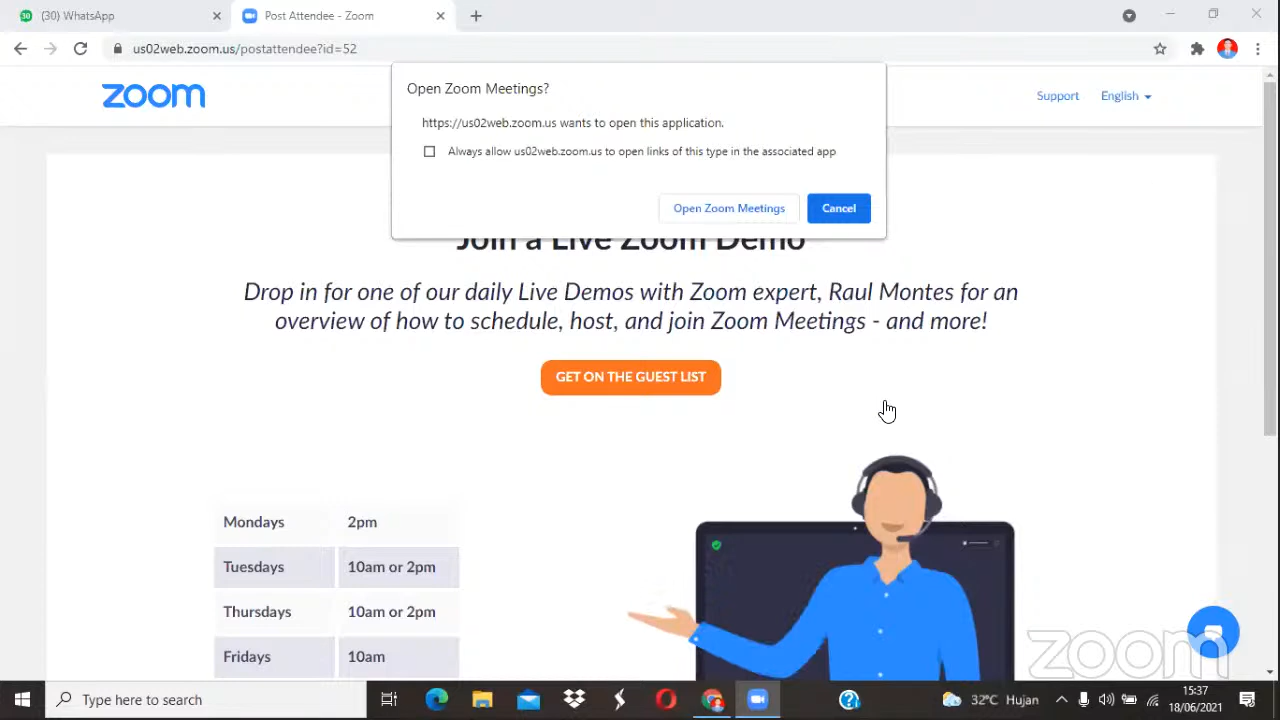 (30) WhatsApp
Post Attendee - Zoom
us02web.zoom.us/postattendee?id=52
zoom
Support
English
Open Zoom Meetings?
https://us02web.zoom.us wants to open this application.
Always allow us02web.zoom.us to open links of this type in the associated app
Open Zoom Meetings
Cancel
Join a Live Zoom Demo
Drop in for one of our daily Live Demos with Zoom expert, Raul Montes for an
overview of how to schedule, host, and join Zoom Meetings - and more!
GET ON THE GUEST LIST
Mondays 2pm
Tuesdays 10am or 2pm
Thursdays 10am or 2pm
Fridays 10am
zoom
Type here to search
32°C Hujan
15:37
18/06/2021